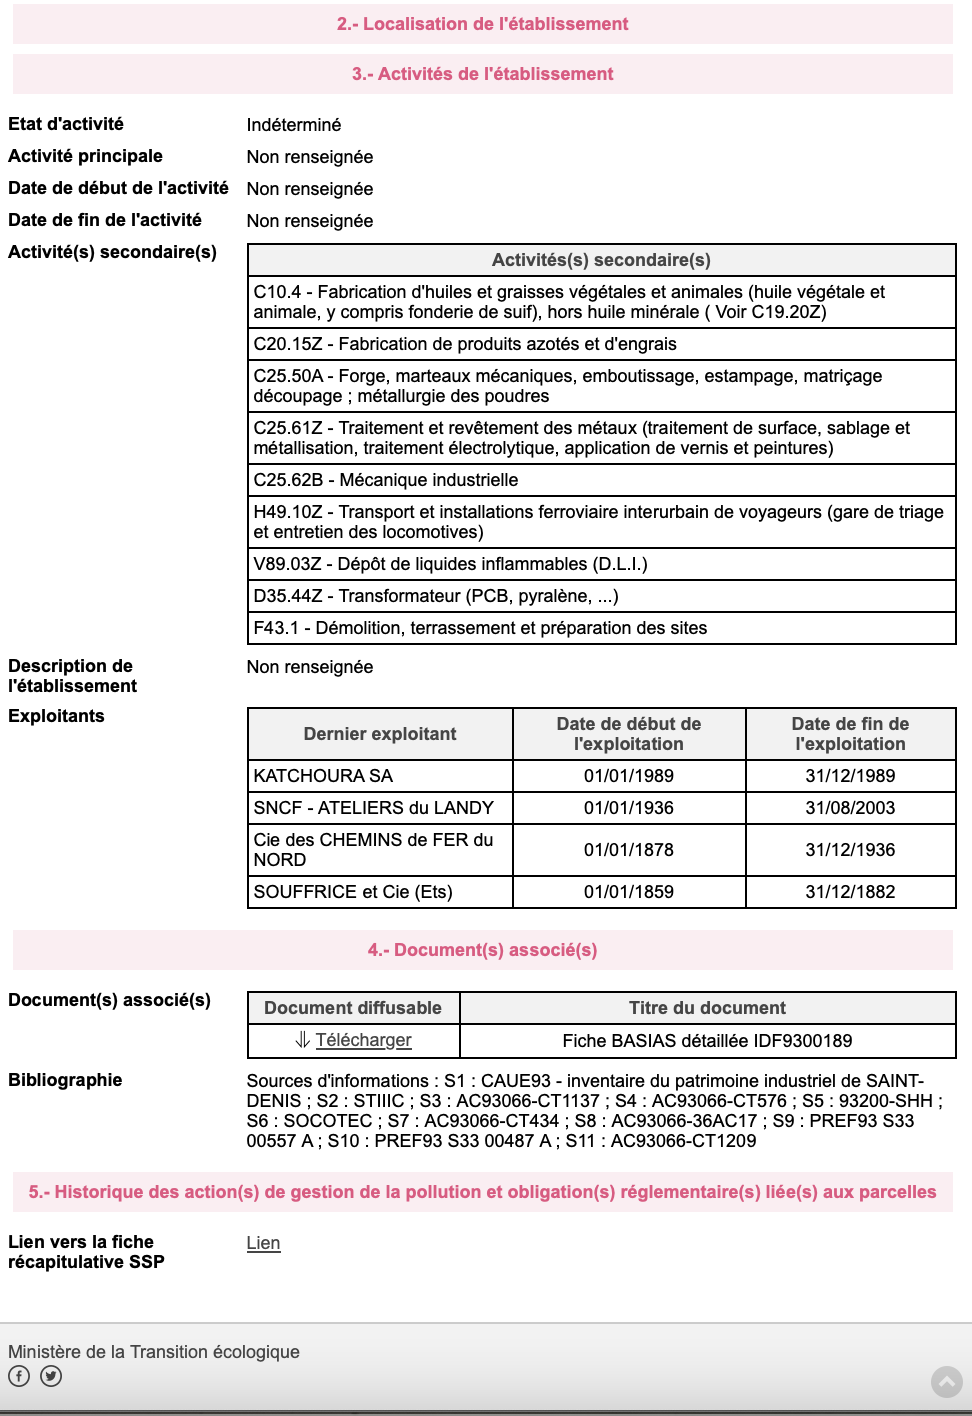 2.- Localisation de l'établissement
3.- Activités de l'établissement
Etat d'activité
Indéterminé
Activité principale
Non renseignée
Date de début de l'activité
Non renseignée
Date de fin de l'activité
Non renseignée
Activité(s) secondaire(s)
Activités(s) secondaire(s)
C10.4 - Fabrication d'huiles et graisses végétales et animales (huile végétale et
animale, y compris fonderie de suif), hors huile minérale ( Voir C19.20Z)
C20.15Z - Fabrication de produits azotés et d'engrais
C25.50A - Forge, marteaux mécaniques, emboutissage, estampage, matriçage
découpage ; métallurgie des poudres
C25.61Z - Traitement et revêtement des métaux (traitement de surface, sablage et
métallisation, traitement électrolytique, application de vernis et peintures)
C25.62B - Mécanique industrielle
H49.10Z - Transport et installations ferroviaire interurbain de voyageurs (gare de triage
et entretien des locomotives)
V89.03Z - Dépôt de liquides inflammables (D.L.I.)
D35.44Z - Transformateur (PCB, pyralène, ...)
F43.1 - Démolition, terrassement et préparation des sites
Description de
l'établissement
Non renseignée
Exploitants
Dernier exploitant
Date de début de
l'exploitation
Date de fin de
l'exploitation
KATCHOURA SA
01/01/1989
31/12/1989
SNCF - ATELIERS du LANDY
01/01/1936
31/08/2003
Cie des CHEMINS de FER du
NORD
01/01/1878
31/12/1936
SOUFFRICE et Cie (Ets)
01/01/1859
31/12/1882
4.- Document(s) associé(s)
Document(s) associé(s)
Document diffusable
Titre du document
Télécharger
Fiche BASIAS détaillée IDF9300189
Bibliographie
Sources d'informations : S1 : CAUE93 - inventaire du patrimoine industriel de SAINT-
DENIS ; S2 : STIIIC ; S3 : AC93066-CT1137 ; S4 : AC93066-CT576 ; S5 : 93200-SHH ;
S6 : SOCOTEC ; S7 : AC93066-CT434 ; S8 : AC93066-36AC17 ; S9 : PREF93 S33
00557 A ; S10 : PREF93 S33 00487 A ; S11 : AC93066-CT1209
5.- Historique des action(s) de gestion de la pollution et obligation(s) réglementaire(s) liée(s) aux parcelles
Lien vers la fiche
récapitulative SSP
Lien
Ministère de la Transition écologique